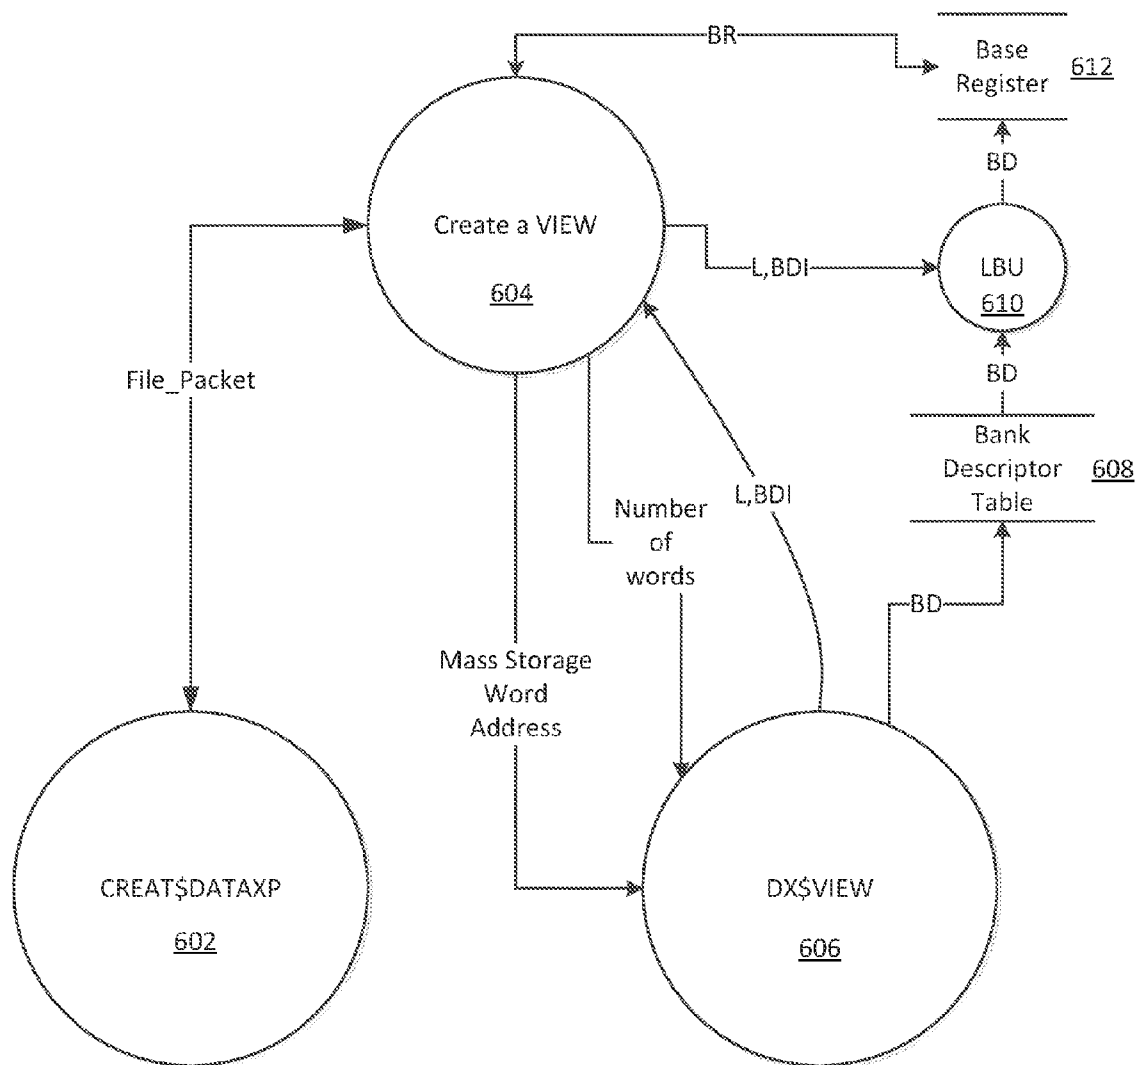 BR
Base
Register
612
BD
Create a VIEW
604
L,BDI
LBU
610
BD
File_Packet
Bank
Descriptor
Table
608
L,BDI
Number
of
words
BD
Mass Storage
Word
Address
CREAT$DATAXP
602
DX$VIEW
606